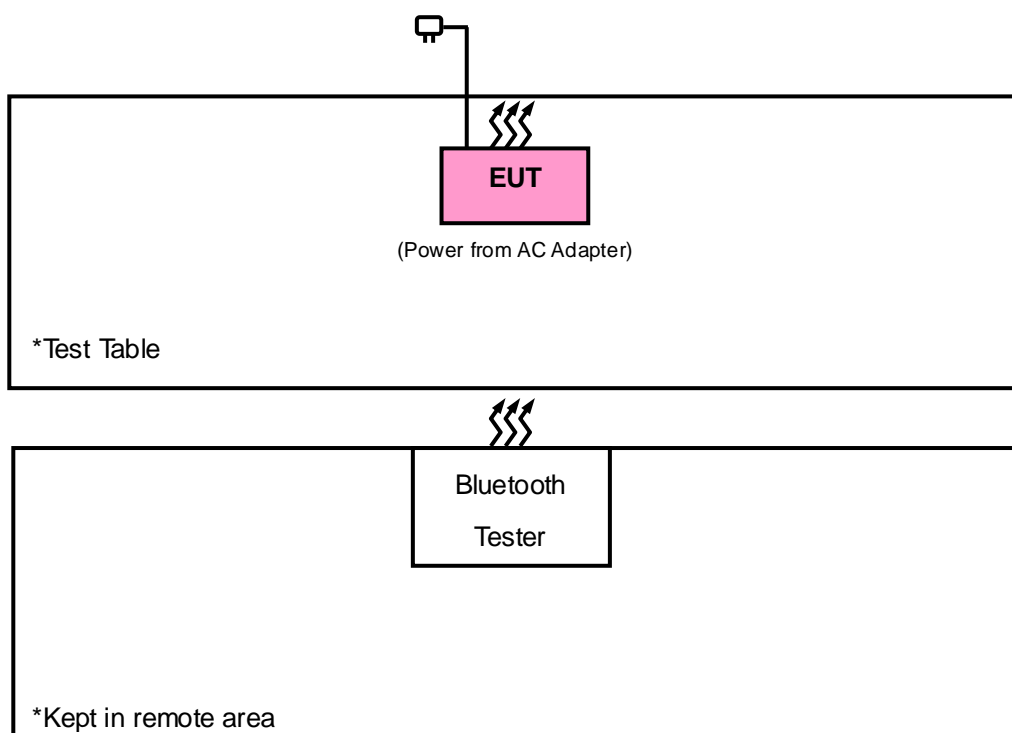 EUT
(Power from AC Adapter)
*Test Table
Bluetooth
Tester
*Kept in remote area